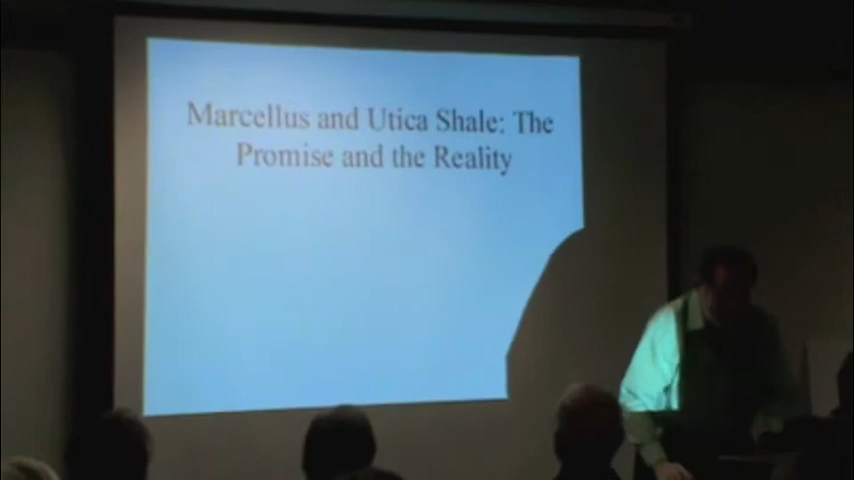 Marcellus and Utica Shale: The
Promise and the Reality